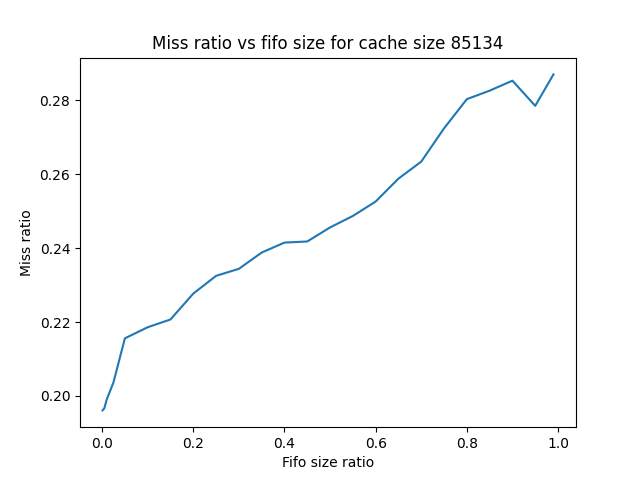 Miss ratio vs fifo size for cache size 85134
Miss ratio
0.28
0.26
0.24
0.22
0.20
0.0 0.2 0.4 0.6 0.8 1.0
Fifo size ratio